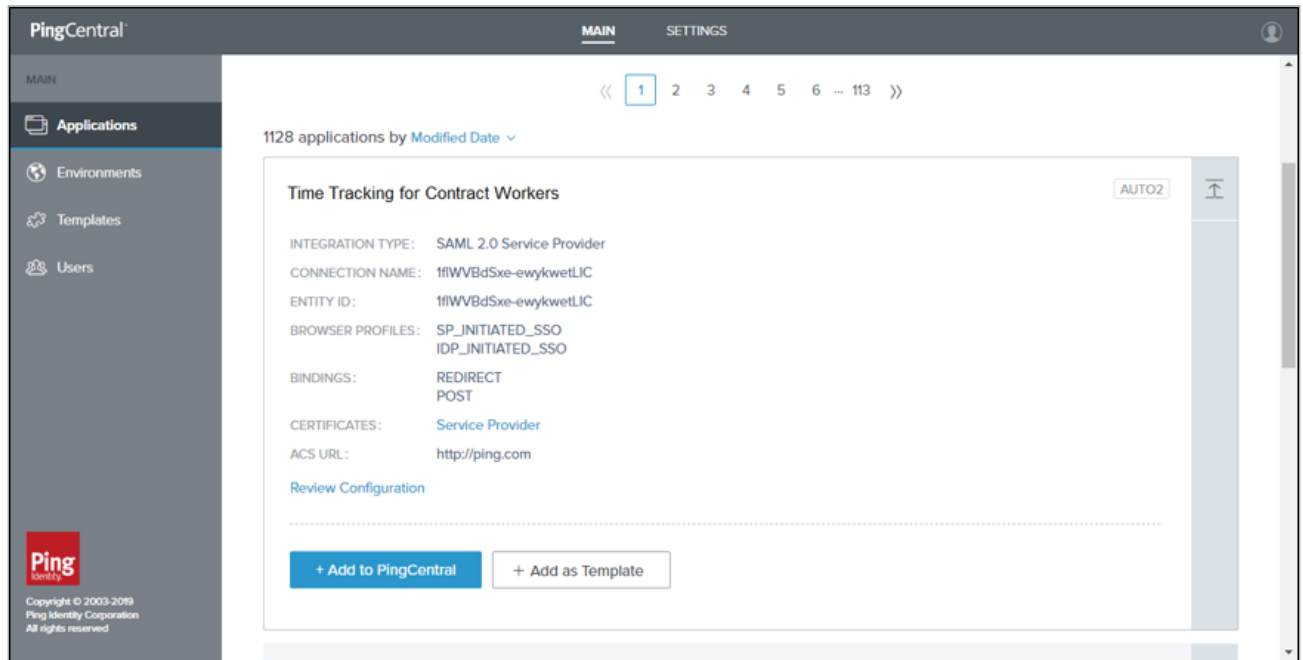 PingCentral
MAIN SETTINGS
MAIN
Applications
Environments
Templates
Users
Ping
Identity.
Copyright © 2003-2019
Ping Identity Corporation
All rights reserved
« 1 2 3 4 5 6 ... 113 »
1128 applications by Modified Date
Time Tracking for Contract Workers
AUTO2
INTEGRATION TYPE: SAML 2.0 Service Provider
CONNECTION NAME: 1flWVBdSxe-ewykwetLIC
ENTITY ID: 1flWVBdSxe-ewykwetLIC
BROWSER PROFILES: SP_INITIATED_SSO
IDP_INITIATED_SSO
BINDINGS: REDIRECT
POST
CERTIFICATES: Service Provider
ACS URL: http://ping.com
Review Configuration
+ Add to PingCentral
+ Add as Template